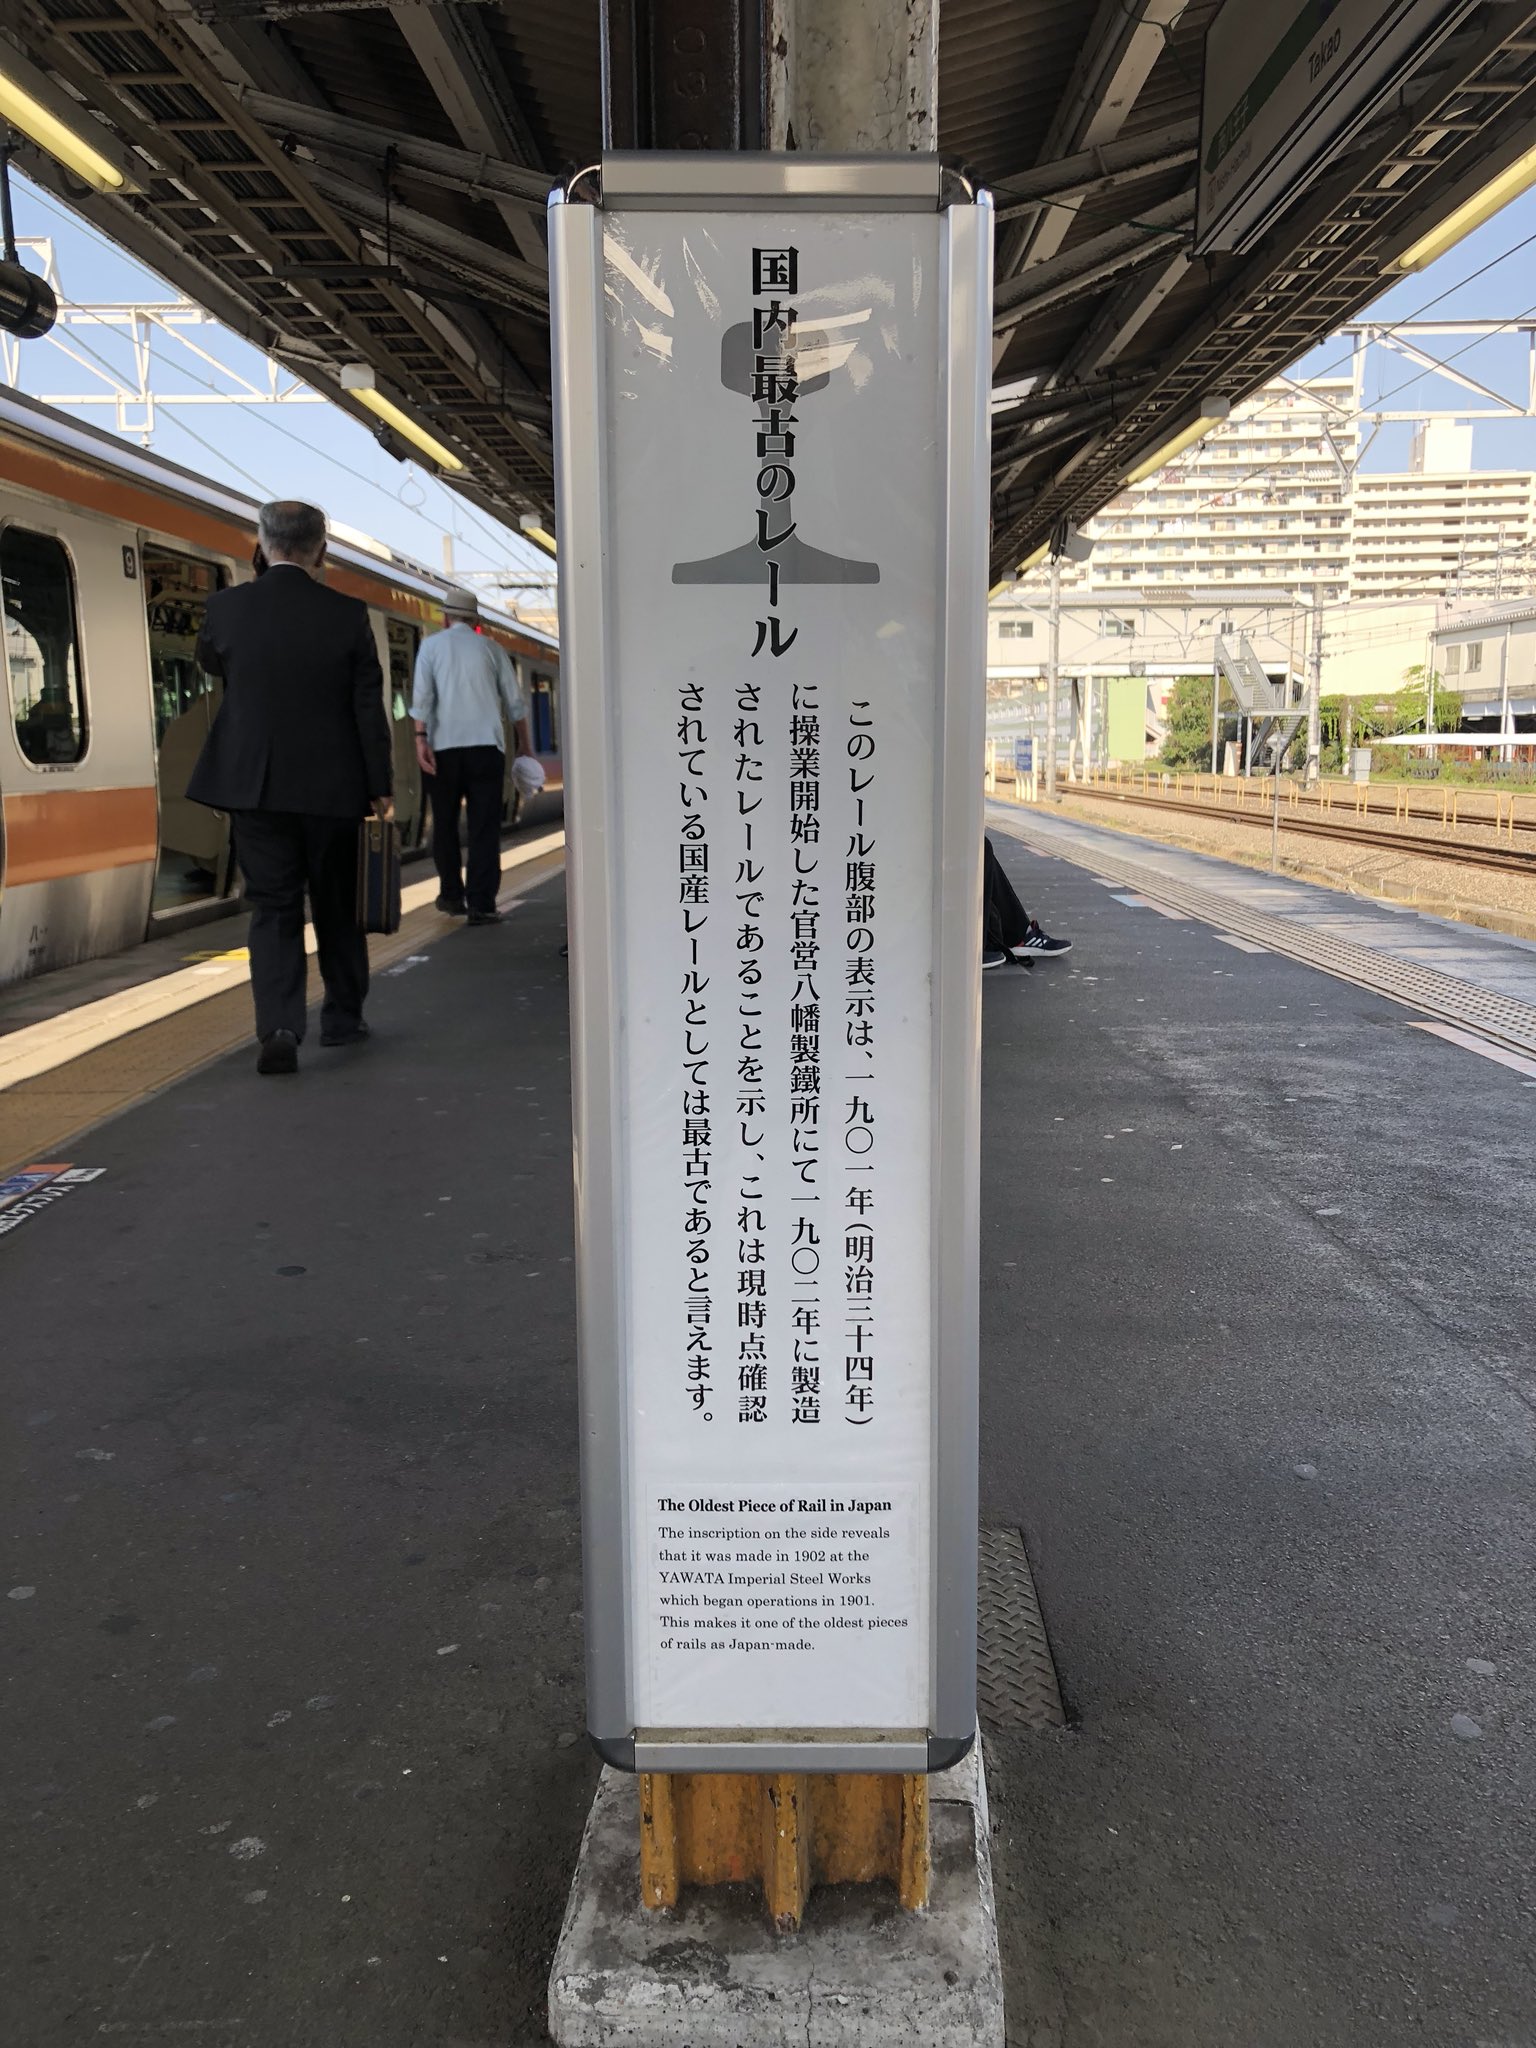 国内最古のレール
このレール腹部の表示は、一九〇一年(明治三十四年)
に操業開始した官営八幡製鐵所にて一九〇二年に製造
されたレールであることを示し、これは現時点確認
されている国産レールとしては最古であると言えます。
The Oldest Piece of Rail in Japan
The inscription on the side reveals
that it was made in 1902 at the
YAWATA Imperial Steel Works
which began operations in 1901.
This makes it one of the oldest pieces
of rails as Japan-made.
Takao
9